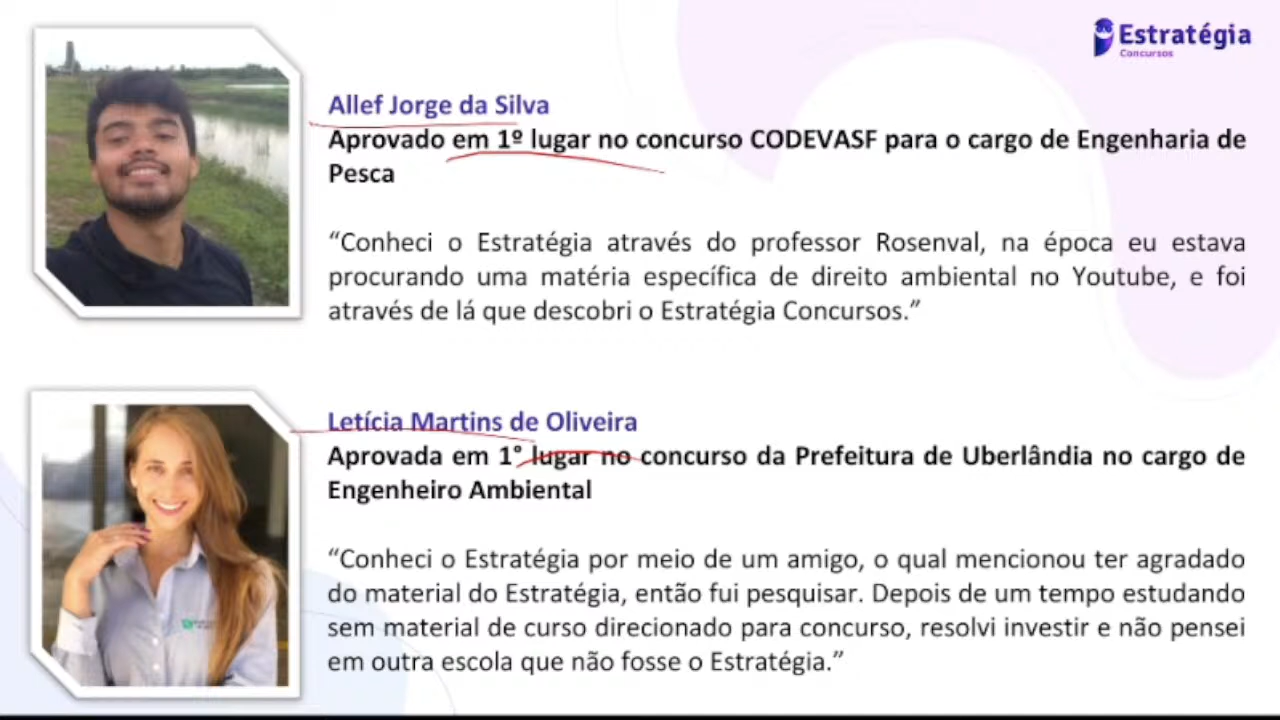 Estratégia
Concursos
Allef Jorge da Silva
Aprovado em 1º lugar no concurso CODEVASF para o cargo de Engenharia de
Pesca
“Conheci o Estratégia através do professor Rosenval, na época eu estava
procurando uma matéria específica de direito ambiental no Youtube, e foi
através de lá que descobri o Estratégia Concursos.”
Letícia Martins de Oliveira
Aprovada em 1° lugar no concurso da Prefeitura de Uberlândia no cargo de
Engenheiro Ambiental
“Conheci o Estratégia por meio de um amigo, o qual mencionou ter agradado
do material do Estratégia, então fui pesquisar. Depois de um tempo estudando
sem material de curso direcionado para concurso, resolvi investir e não pensei
em outra escola que não fosse o Estratégia.”